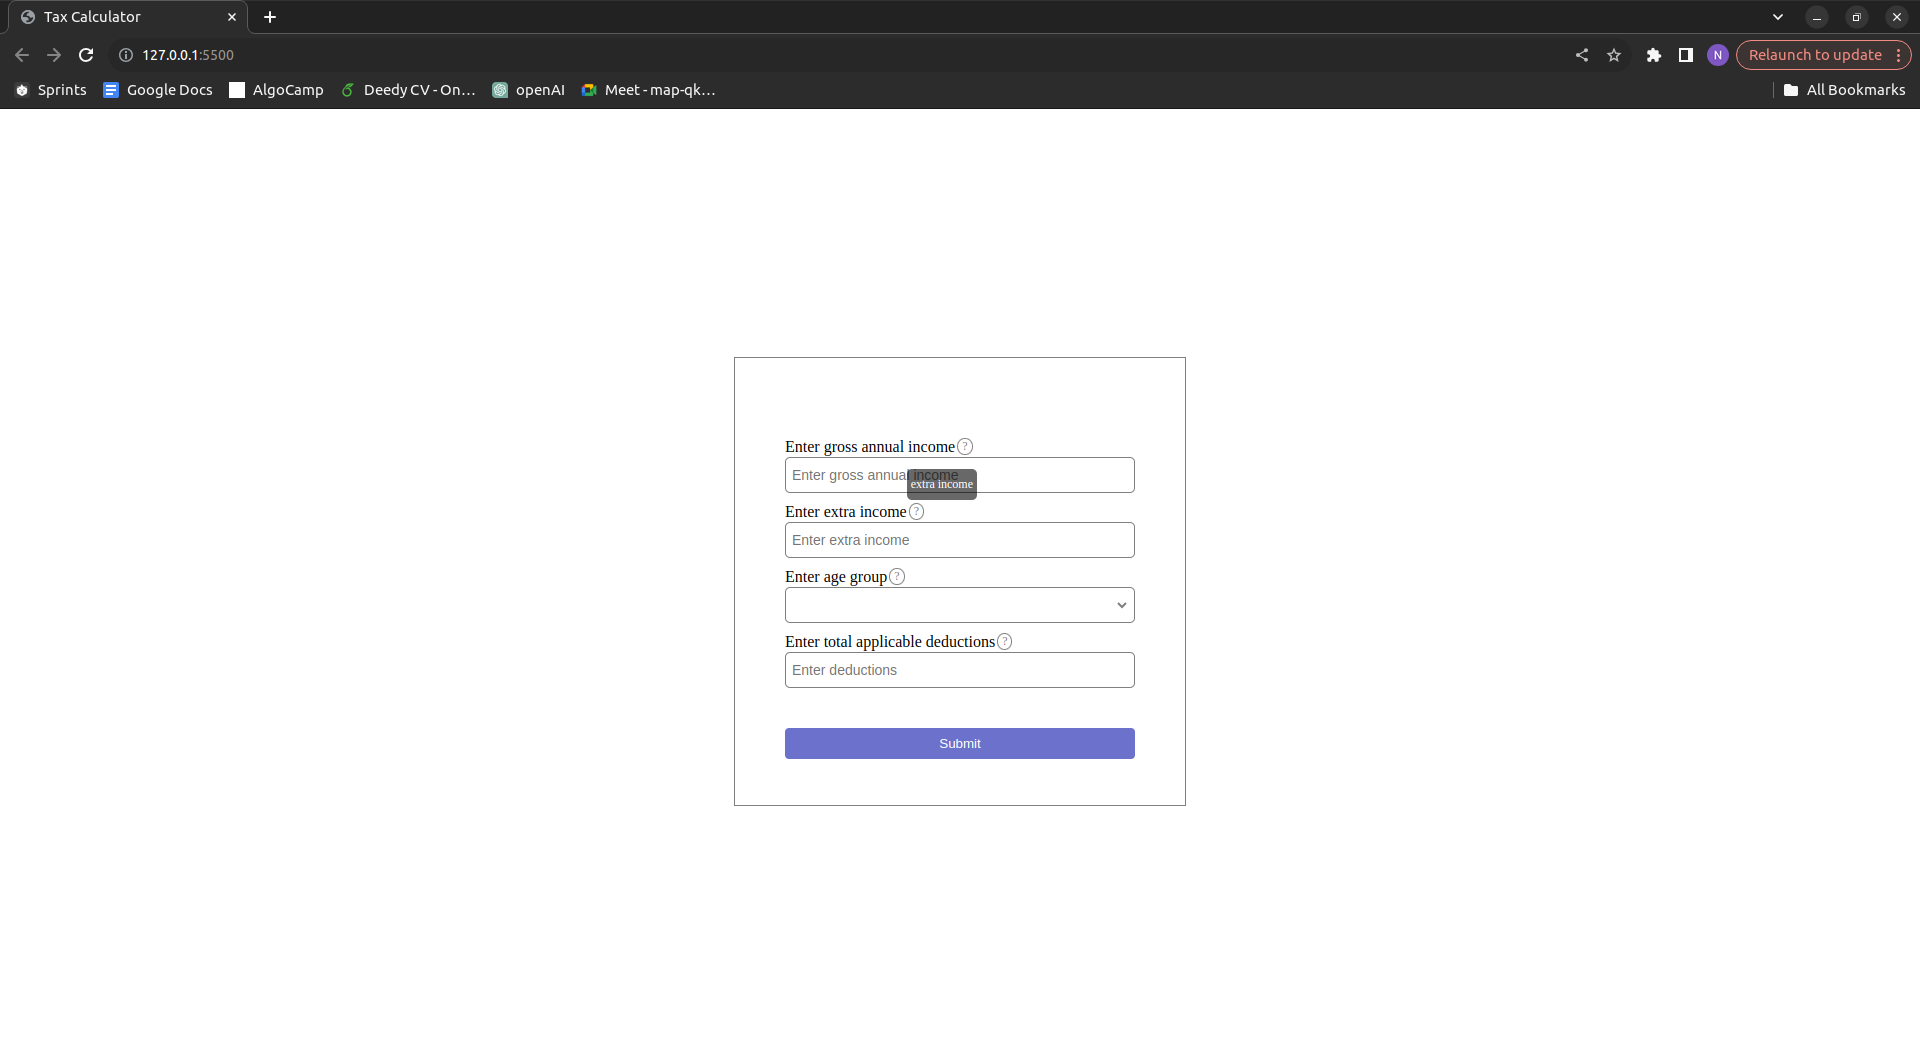 Tax Calculator
127.0.0.1:5500
N
Relaunch to update
Sprints
Google Docs
AlgoCamp
Deedy CV - On...
openAI
Meet - map-qk...
All Bookmarks
Enter gross annual income ?
Enter gross annual income
extra income
Enter extra income ?
Enter extra income
Enter age group ?
Enter total applicable deductions ?
Enter deductions
Submit